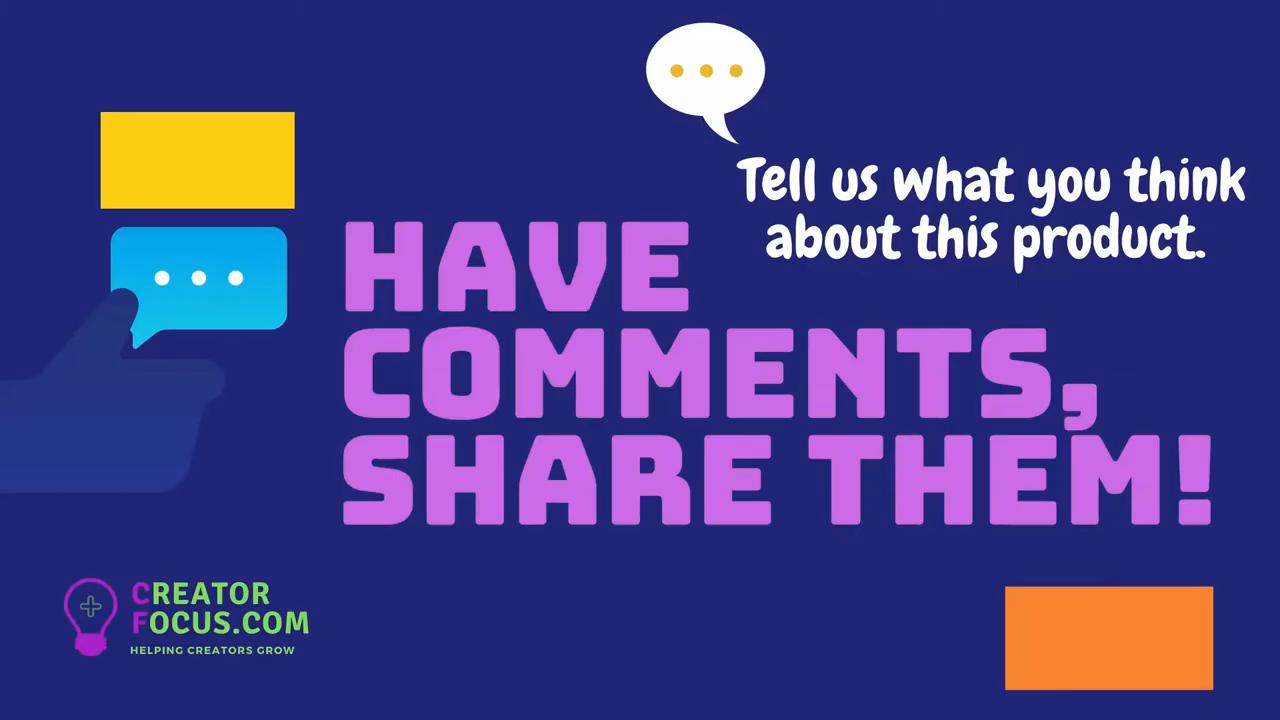 Tell us what you think
about this product.
HAVE
COMMENTS,
SHARE THEM!
CREATOR
FOCUS.COM
HELPING CREATORS GROW